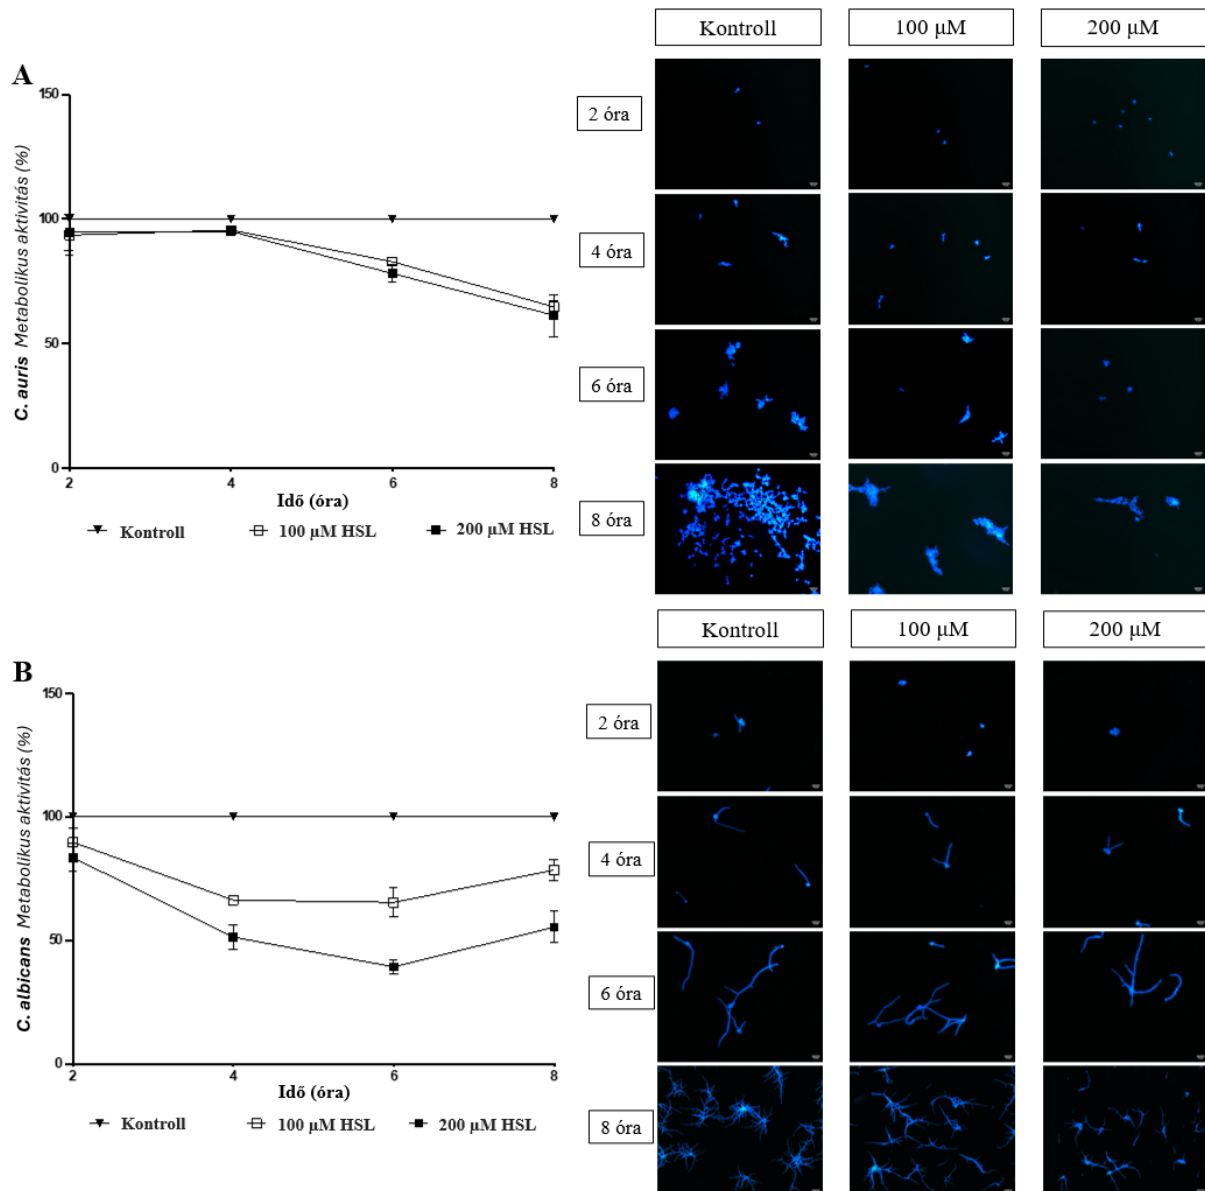 Kontroll 100 μM 200 μM
A
C. auris Metabolikus aktivitás (%)
150
100
50
0
2 4 6 8
Idő (óra)
Kontroll 100 μM HSL 200 μM HSL
2 óra
4 óra
6 óra
8 óra
Kontroll 100 μM 200 μM
B
C. albicans Metabolikus aktivitás (%)
150
100
50
0
2 4 6 8
Idő (óra)
Kontroll 100 μM HSL 200 μM HSL
2 óra
4 óra
6 óra
8 óra